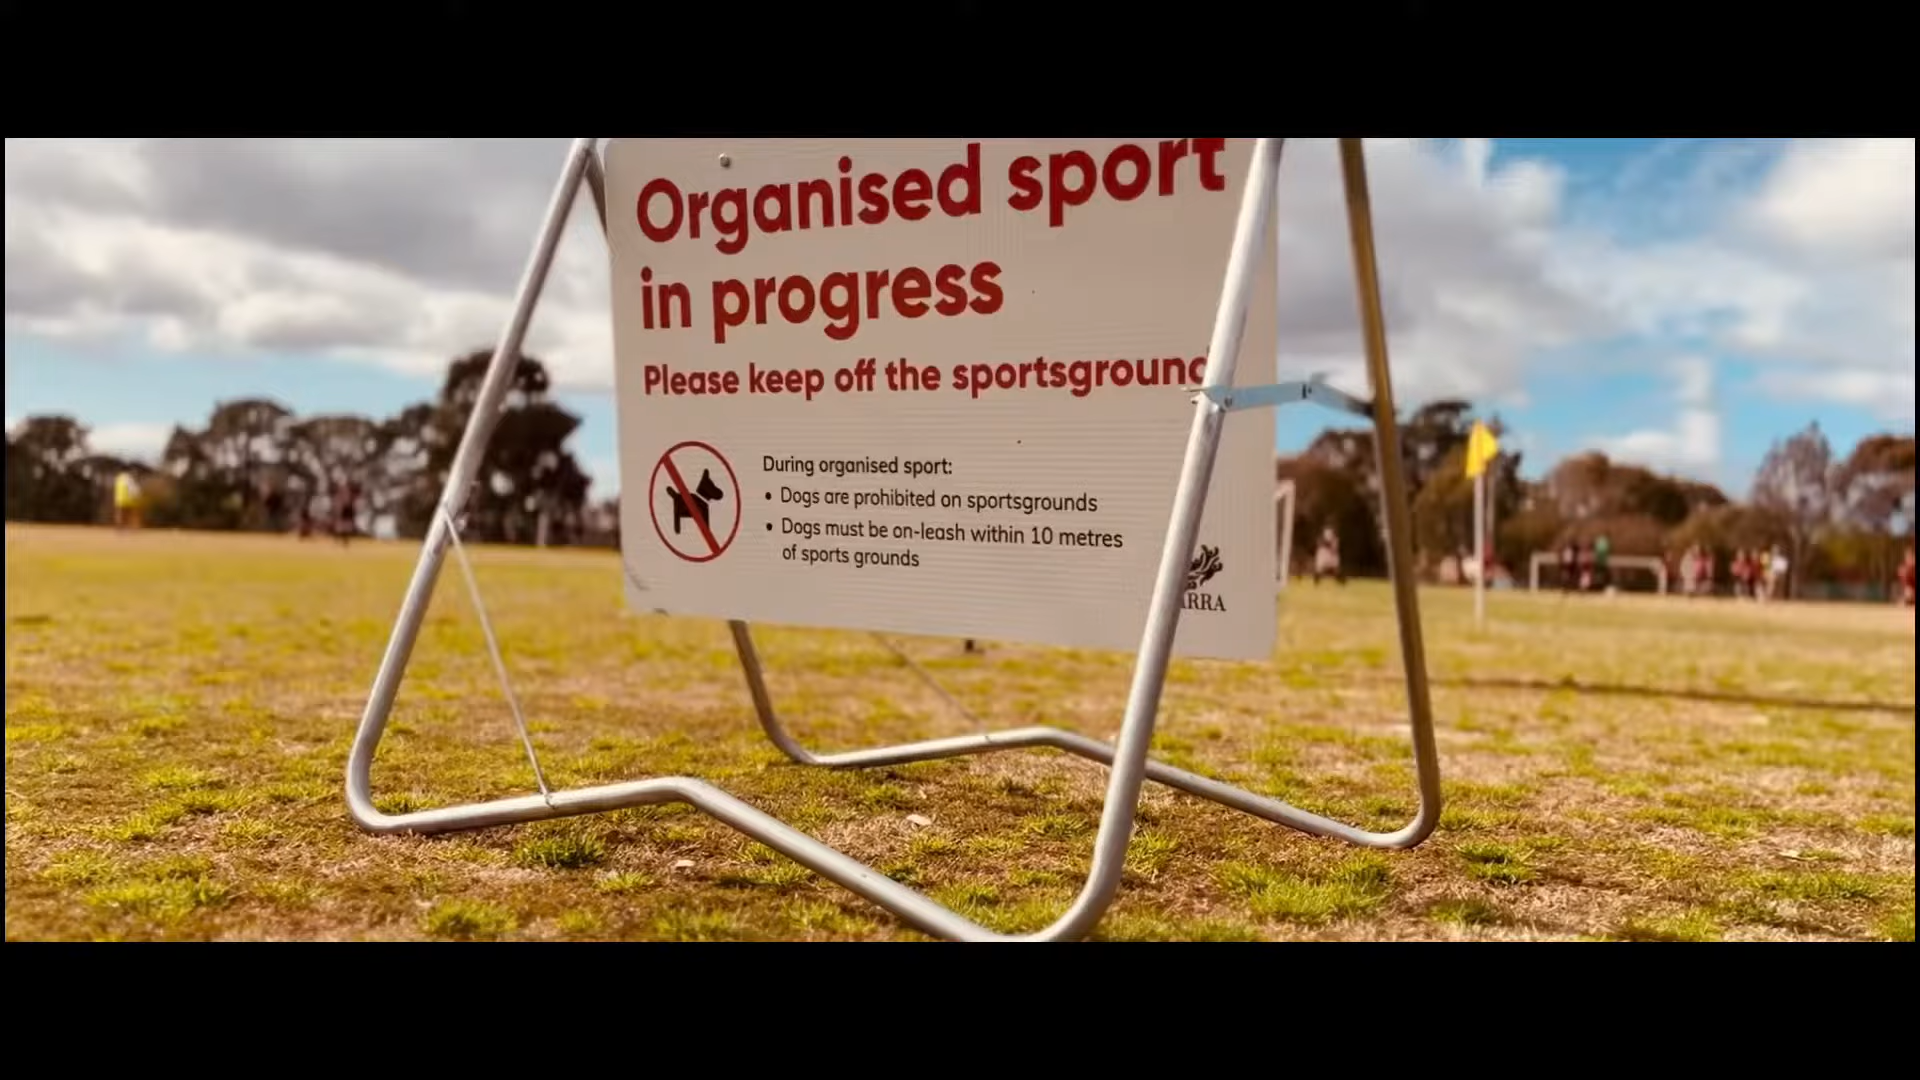 Organised sport
in progress
Please keep off the sportsground
During organised sport:
• Dogs are prohibited on sportsgrounds
• Dogs must be on-leash within 10 metres
of sports grounds
RRA